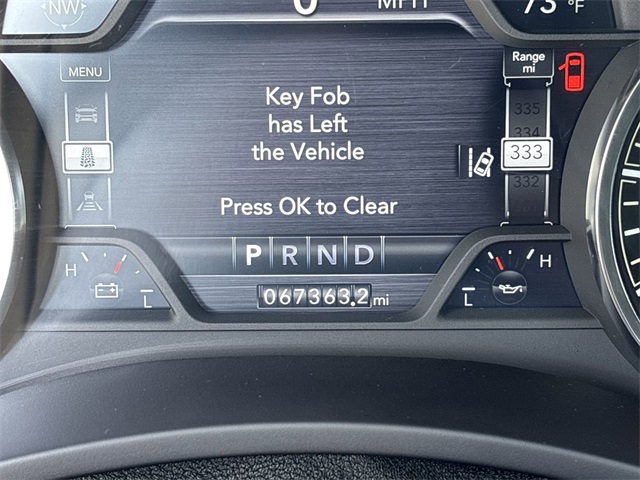 NW
0 MPH
73 °F
MENU
Range
mi
Key Fob
has Left
the Vehicle
335
334
333
332
Press OK to Clear
P R N D
H
L
067363.2 mi
H
L